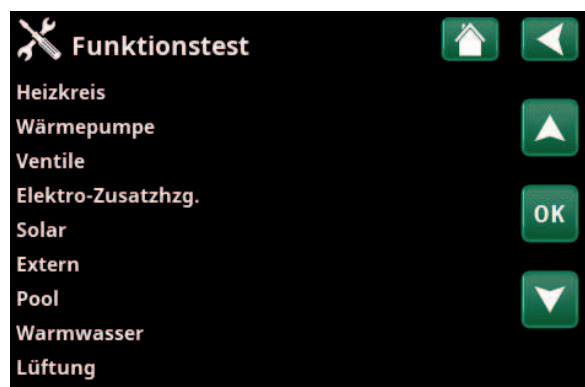 Funktionstest
Heizkreis
Wärmepumpe
Ventile
Elektro-Zusatzhzg.
OK
Solar
Extern
Pool
Warmwasser
Lüftung